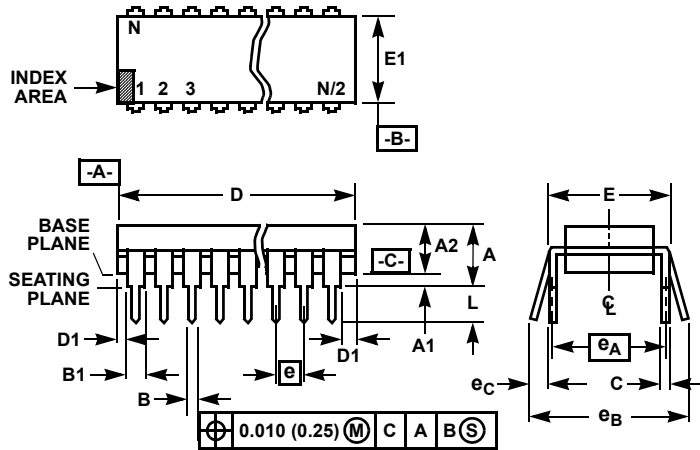 N
E1
INDEX
AREA
1 2 3 N/2
-B-
-A-
D
E
BASE
PLANE
A2
A
-C-
SEATING
PLANE
L
℄
D1
A1
D1
eA
B1
e
eC
C
B
eB
⌖ 0.010 (0.25) Ⓜ C A B Ⓢ